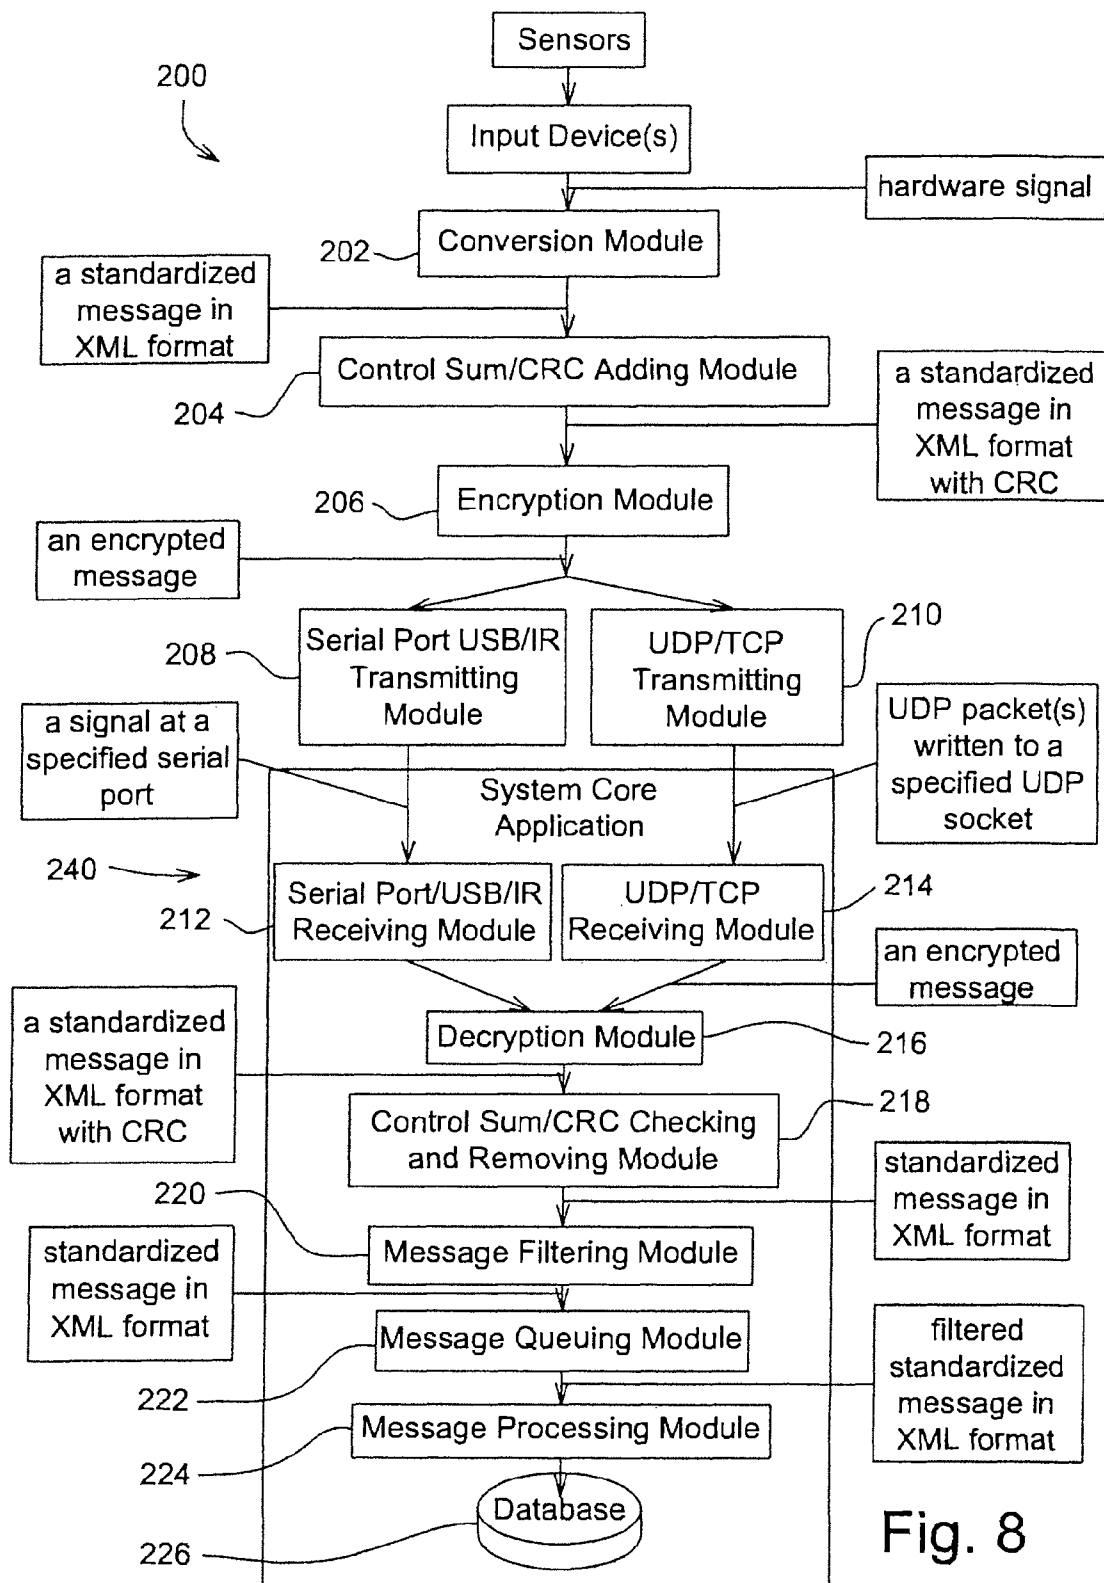 Sensors
200
Input Device(s)
hardware signal
202
Conversion Module
a standardized
message in
XML format
Control Sum/CRC Adding Module
204
a standardized
message in
XML format
with CRC
206
Encryption Module
an encrypted
message
208
Serial Port USB/IR
Transmitting
Module
UDP/TCP
Transmitting
Module
210
a signal at a
specified serial
port
UDP packet(s)
written to a
specified UDP
socket
System Core
Application
240
212
Serial Port/USB/IR
Receiving Module
UDP/TCP
Receiving Module
214
an encrypted
message
a standardized
message in
XML format
with CRC
Decryption Module
216
Control Sum/CRC Checking
and Removing Module
218
standardized
message in
XML format
220
Message Filtering Module
standardized
message in
XML format
Message Queuing Module
222
filtered
standardized
message in
XML format
Message Processing Module
224
Database
226
Fig. 8